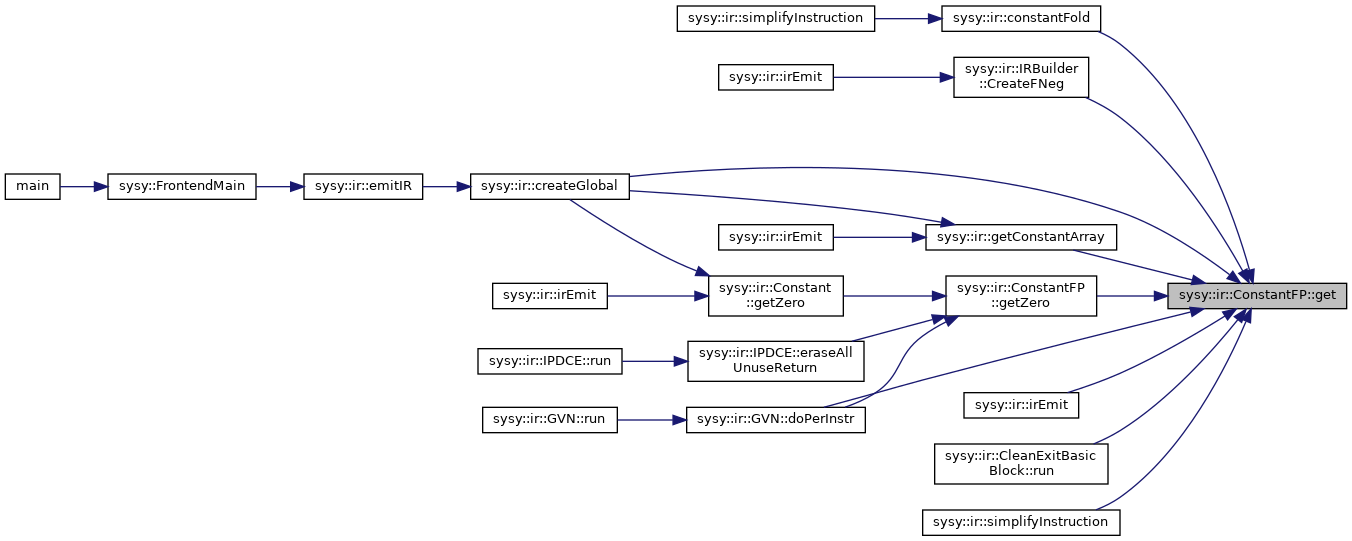 sysy::ir::simplifyInstruction
sysy::ir::constantFold
sysy::ir::irEmit
sysy::ir::IRBuilder
::CreateFNeg
main
sysy::FrontendMain
sysy::ir::emitIR
sysy::ir::createGlobal
sysy::ir::irEmit
sysy::ir::getConstantArray
sysy::ir::irEmit
sysy::ir::Constant
::getZero
sysy::ir::ConstantFP
::getZero
sysy::ir::ConstantFP::get
sysy::ir::IPDCE::run
sysy::ir::IPDCE::eraseAll
UnuseReturn
sysy::ir::GVN::run
sysy::ir::GVN::doPerInstr
sysy::ir::irEmit
sysy::ir::CleanExitBasic
Block::run
sysy::ir::simplifyInstruction